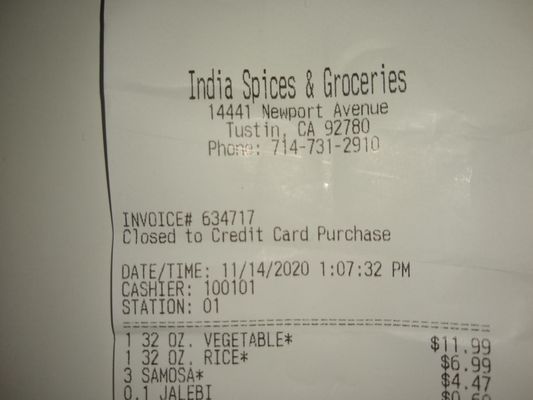 India Spices & Groceries
14441 Newport Avenue
Tustin, CA 92780
Phone: 714-731-2910
INVOICE# 634717
Closed to Credit Card Purchase
DATE/TIME: 11/14/2020 1:07:32 PM
CASHIER: 100101
STATION: 01
1 32 OZ. VEGETABLE* $11.99
1 32 OZ. RICE* $6.99
3 SAMOSA* $4.47
0.1 JALEBI